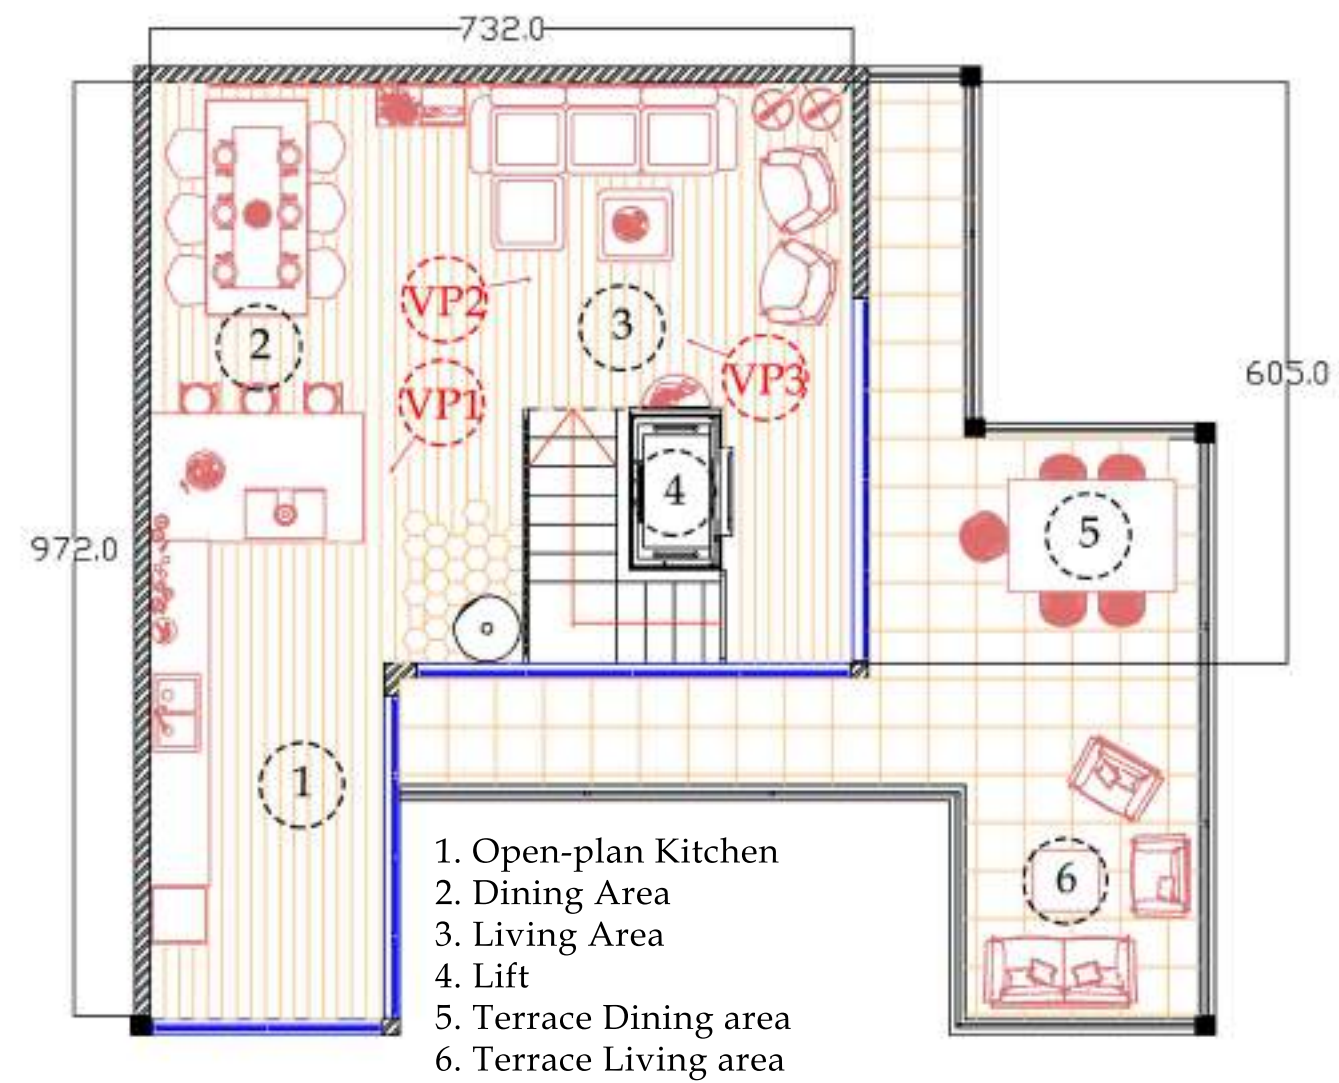 732.0
VP2
3
2
VP3
605.0
VP1
4
5
972.0
1
6
1. Open-plan Kitchen
2. Dining Area
3. Living Area
4. Lift
5. Terrace Dining area
6. Terrace Living area